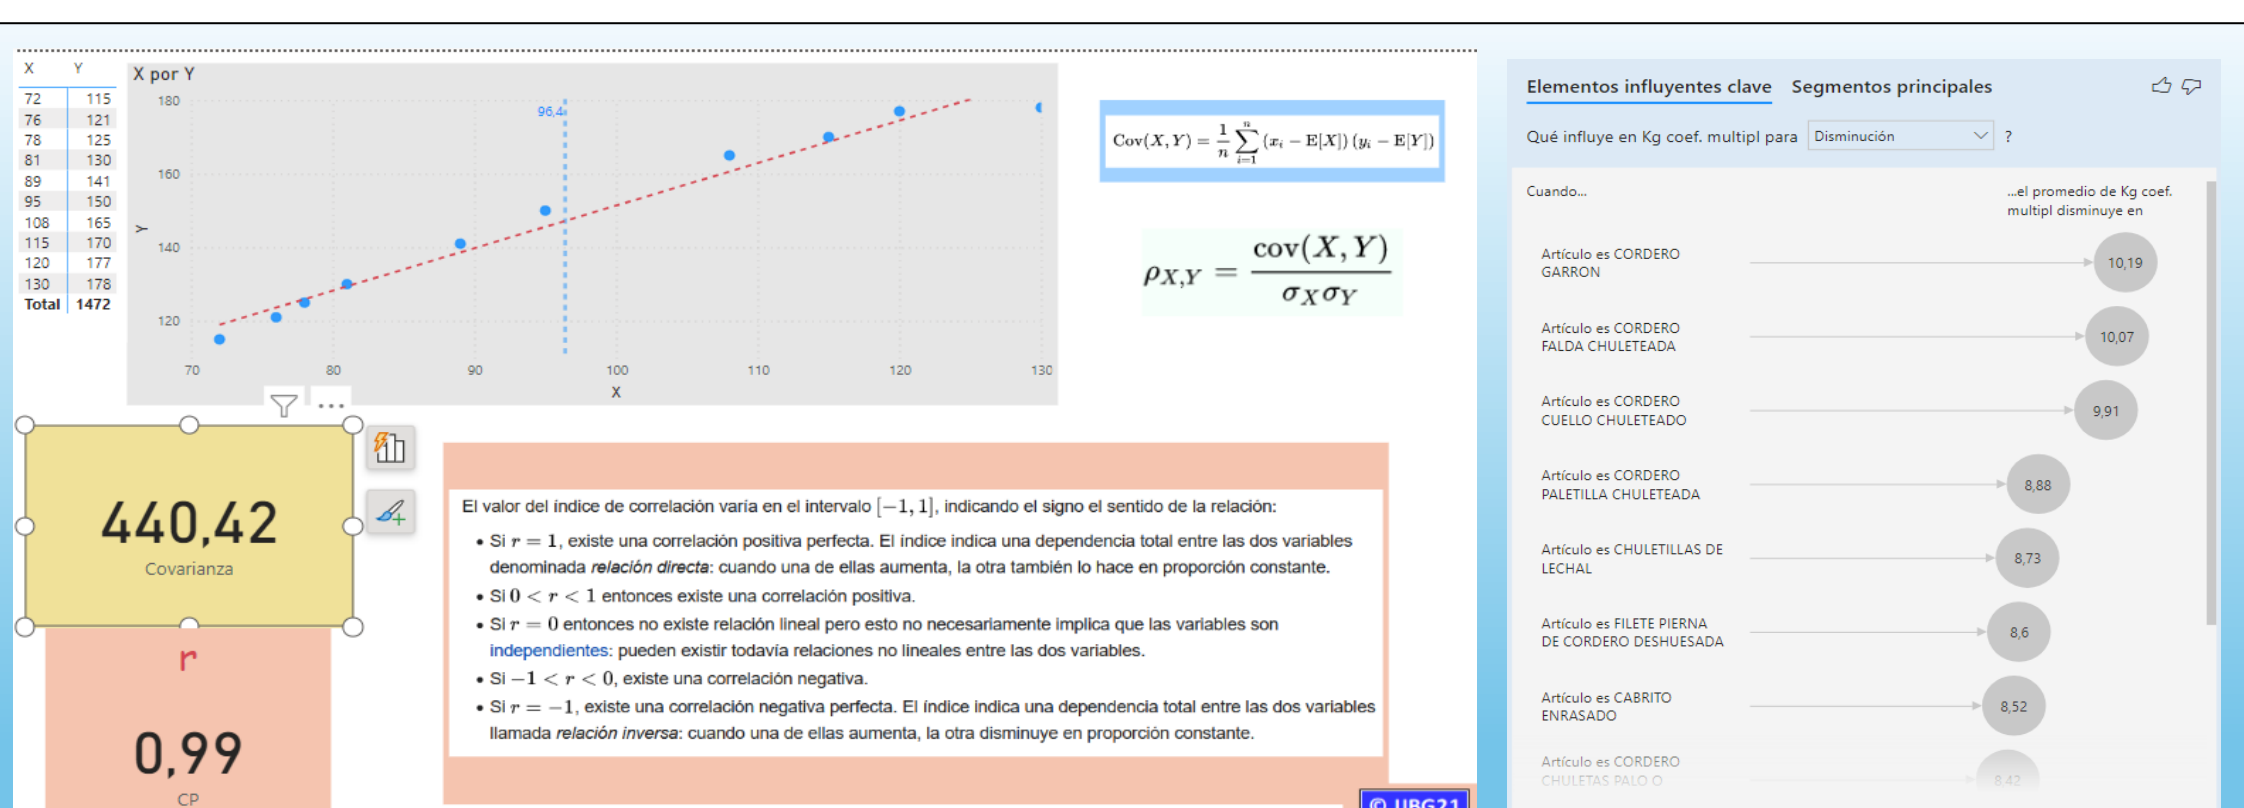 X Y
72 115
76 121
78 125
81 130
89 141
95 150
108 165
115 170
120 177
130 178
Total 1472
X por Y
180
160
140
120
Y
96,4
70 80 90 100 110 120 130
X
Cov(X, Y) = 1/n ∑ i=1 n (x_i − E[X]) (y_i − E[Y])
ρ_X,Y = cov(X, Y) / σ_X σ_Y
440,42
Covarianza
r
0,99
CP
El valor del índice de correlación varía en el intervalo [−1, 1], indicando el signo el sentido de la relación:
• Si r = 1, existe una correlación positiva perfecta. El índice indica una dependencia total entre las dos variables
denominada relación directa: cuando una de ellas aumenta, la otra también lo hace en proporción constante.
• Si 0 < r < 1 entonces existe una correlación positiva.
• Si r = 0 entonces no existe relación lineal pero esto no necesariamente implica que las variables son
independientes: pueden existir todavía relaciones no lineales entre las dos variables.
• Si −1 < r < 0, existe una correlación negativa.
• Si r = −1, existe una correlación negativa perfecta. El índice indica una dependencia total entre las dos variables
llamada relación inversa: cuando una de ellas aumenta, la otra disminuye en proporción constante.
© UBG21
Elementos influyentes clave Segmentos principales
Qué influye en Kg coef. multipl para Disminución ?
Cuando...
...el promedio de Kg coef.
multipl disminuye en
Artículo es CORDERO
GARRON
10,19
Artículo es CORDERO
FALDA CHULETEADA
10,07
Artículo es CORDERO
CUELLO CHULETEADO
9,91
Artículo es CORDERO
PALETILLA CHULETEADA
8,88
Artículo es CHULETILLAS DE
LECHAL
8,73
Artículo es FILETE PIERNA
DE CORDERO DESHUESADA
8,6
Artículo es CABRITO
ENRASADO
8,52
Artículo es CORDERO
CHULETAS PALO O
8,42